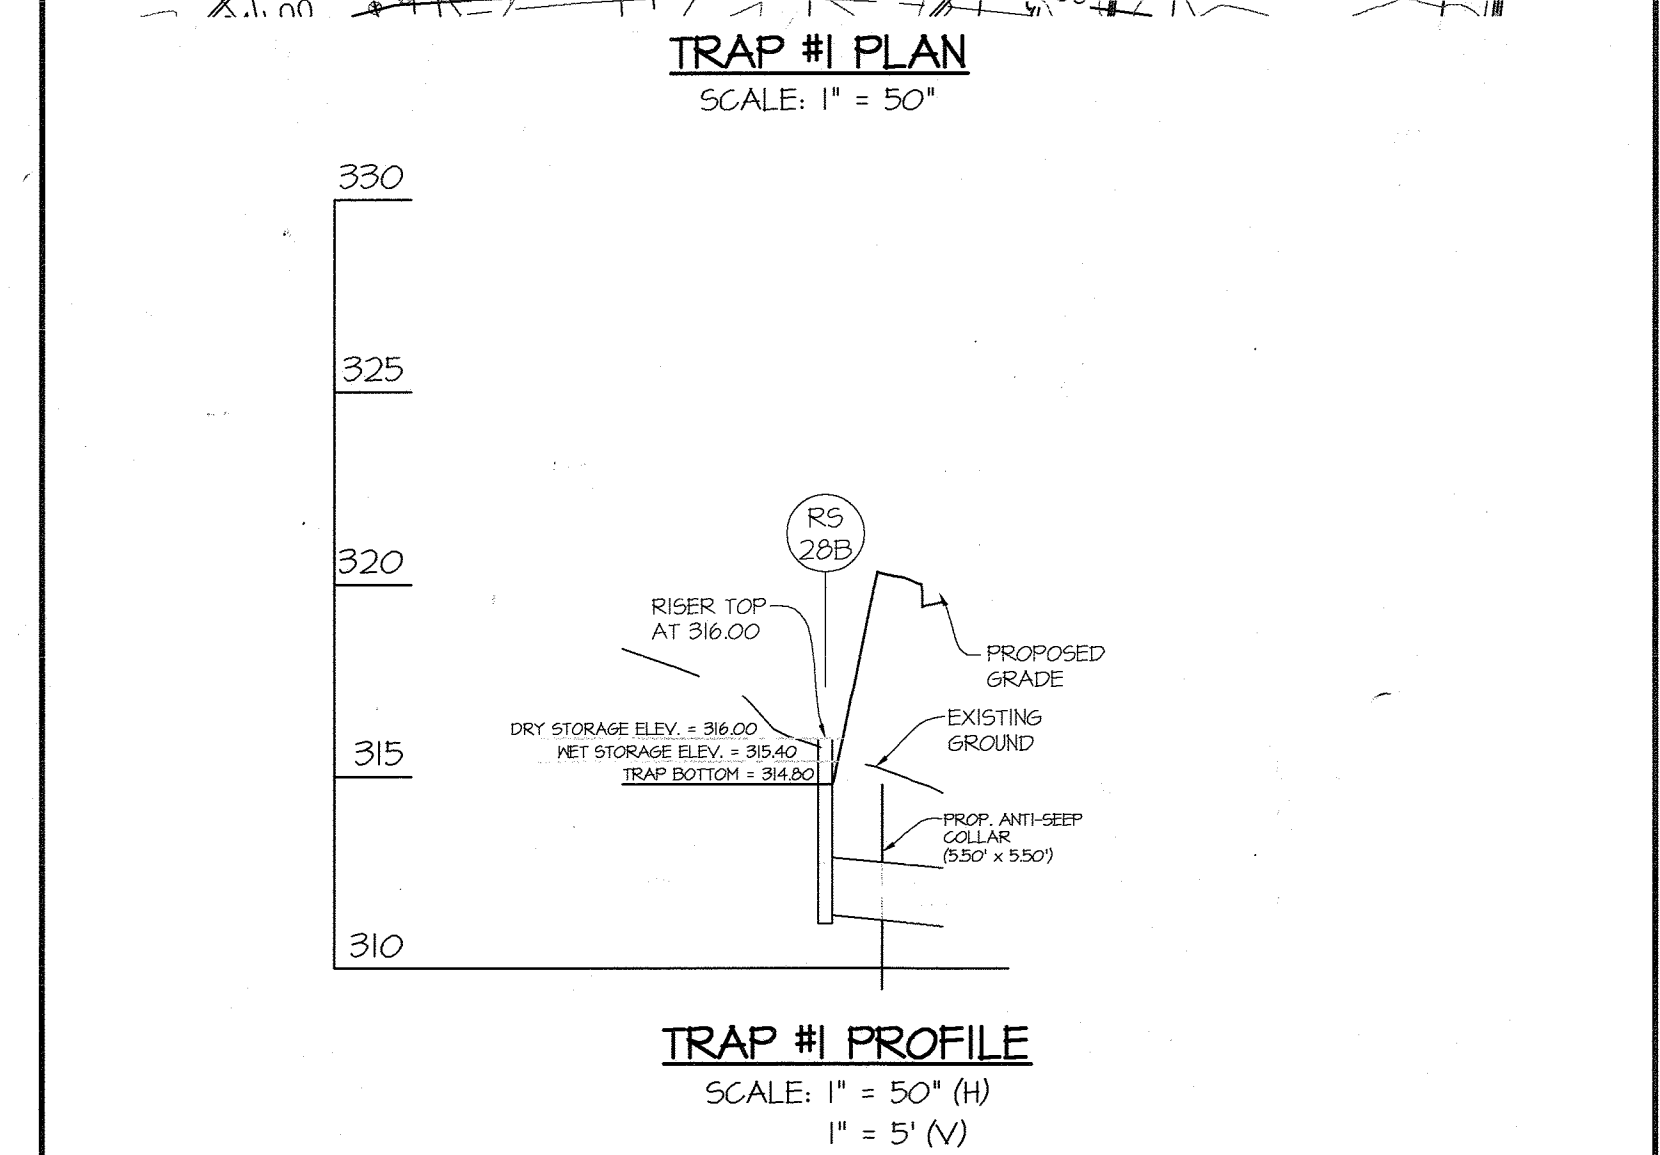 TRAP #1 PLAN
SCALE: 1" = 50"
330
325
320
315
310
RS
28B
RISER TOP
AT 316.00
PROPOSED
GRADE
EXISTING
GROUND
DRY STORAGE ELEV. = 316.00
WET STORAGE ELEV. = 315.40
TRAP BOTTOM = 314.80
PROP. ANTI-SEEP
COLLAR
(5.50' x 5.50')
TRAP #1 PROFILE
SCALE: 1" = 50" (H)
1" = 5' (V)